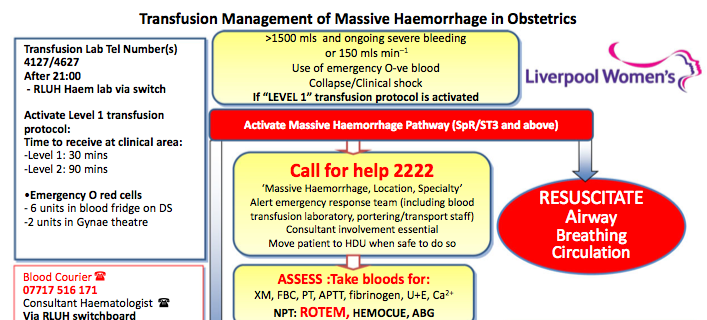 Transfusion Management of Massive Haemorrhage in Obstetrics
Transfusion Lab Tel Number(s)
4127/4627
After 21:00
- RLUH Haem lab via switch
Activate Level 1 transfusion
protocol:
Time to receive at clinical area:
-Level 1: 30 mins
-Level 2: 90 mins
•Emergency O red cells
- 6 units in blood fridge on DS
-2 units in Gynae theatre
Blood Courier ☎
07717 516 171
Consultant Haematologist ☎
Via RLUH switchboard
>1500 mls and ongoing severe bleeding
or 150 mls min⁻¹
Use of emergency O-ve blood
Collapse/Clinical shock
If “LEVEL 1” transfusion protocol is activated
Liverpool Women's
Activate Massive Haemorrhage Pathway (SpR/ST3 and above)
Call for help 2222
‘Massive Haemorrhage, Location, Specialty‘
Alert emergency response team (including blood
transfusion laboratory, portering/transport staff)
Consultant involvement essential
Move patient to HDU when safe to do so
RESUSCITATE
Airway
Breathing
Circulation
ASSESS :Take bloods for:
XM, FBC, PT, APTT, fibrinogen, U+E, Ca²⁺
NPT: ROTEM, HEMOCUE, ABG